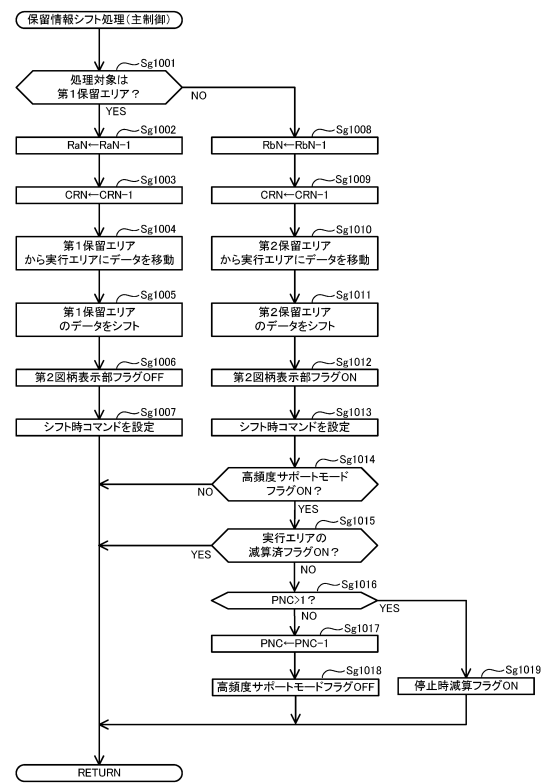 保留情報シフト処理(主制御)
Sg1001
処理対象は
第1保留エリア?
NO
YES
Sg1002
RaN←RaN-1
Sg1008
RbN←RbN-1
Sg1003
CRN←CRN-1
Sg1009
CRN←CRN-1
Sg1004
第1保留エリア
から実行エリアにデータを移動
Sg1010
第2保留エリア
から実行エリアにデータを移動
Sg1005
第1保留エリア
のデータをシフト
Sg1011
第2保留エリア
のデータをシフト
Sg1006
第2図柄表示部フラグOFF
Sg1012
第2図柄表示部フラグON
Sg1007
シフト時コマンドを設定
Sg1013
シフト時コマンドを設定
Sg1014
高頻度サポートモード
フラグON?
NO
YES
Sg1015
実行エリアの
減算済フラグON?
YES
NO
Sg1016
PNC>1?
YES
NO
Sg1017
PNC←PNC-1
Sg1018
高頻度サポートモードフラグOFF
Sg1019
停止時減算フラグON
RETURN